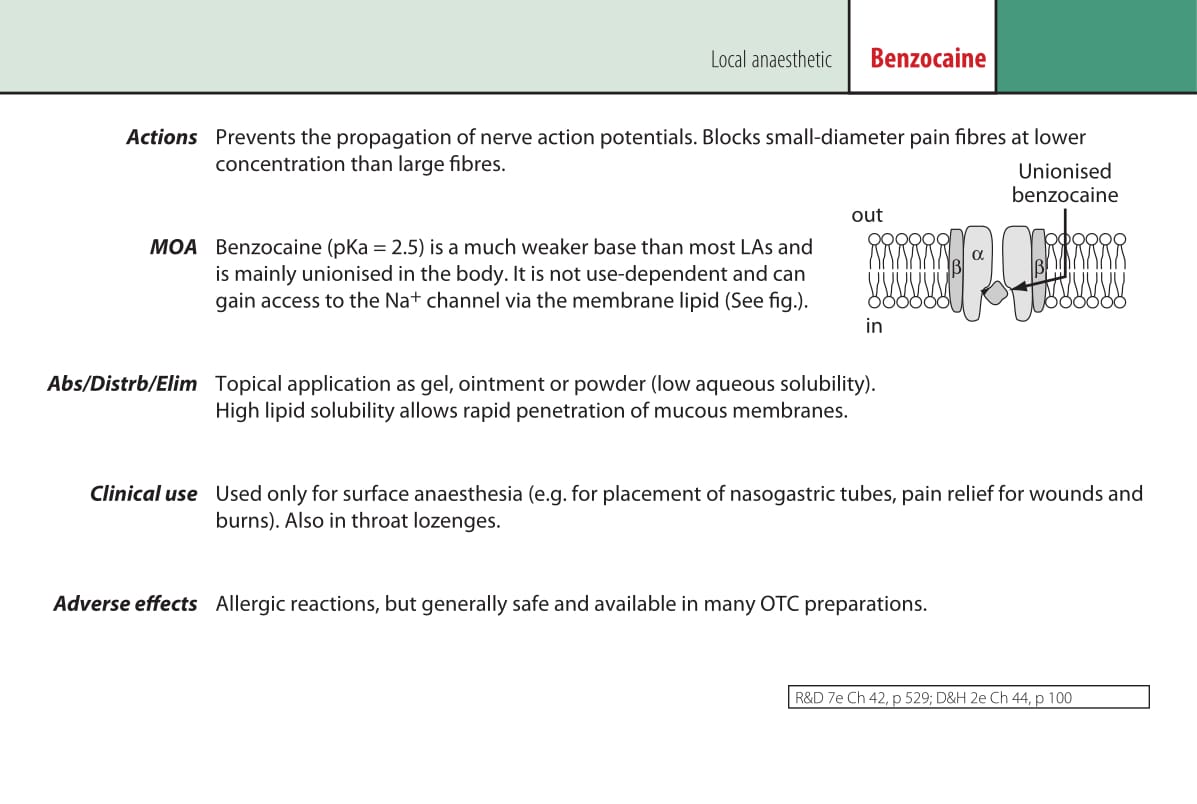 Local anaesthetic
Benzocaine
Actions Prevents the propagation of nerve action potentials. Blocks small-diameter pain fibres at lower
concentration than large fibres.
Unionised
benzocaine
out
MOA Benzocaine (pKa = 2.5) is a much weaker base than most LAs and
is mainly unionised in the body. It is not use-dependent and can
gain access to the Na+ channel via the membrane lipid (See fig.).
β α β
in
Abs/Distrb/Elim Topical application as gel, ointment or powder (low aqueous solubility).
High lipid solubility allows rapid penetration of mucous membranes.
Clinical use Used only for surface anaesthesia (e.g. for placement of nasogastric tubes, pain relief for wounds and
burns). Also in throat lozenges.
Adverse effects Allergic reactions, but generally safe and available in many OTC preparations.
R&D 7e Ch 42, p 529; D&H 2e Ch 44, p 100